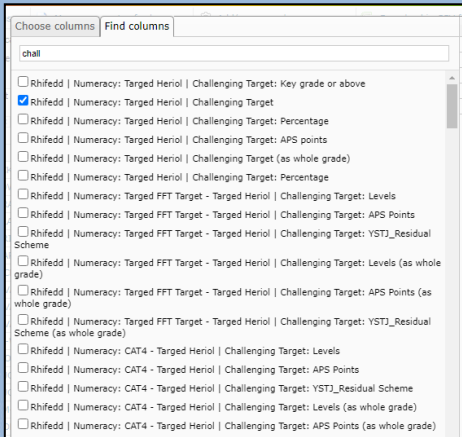 Choose columns Find columns
chall
Rhifedd | Numeracy: Targed Heriol | Challenging Target: Key grade or above
Rhifedd | Numeracy: Targed Heriol | Challenging Target
Rhifedd | Numeracy: Targed Heriol | Challenging Target: Percentage
Rhifedd | Numeracy: Targed Heriol | Challenging Target: APS points
Rhifedd | Numeracy: Targed Heriol | Challenging Target (as whole grade)
Rhifedd | Numeracy: Targed Heriol | Challenging Target: Percentage
Rhifedd | Numeracy: Targed FFT Target - Targed Heriol | Challenging Target: Levels
Rhifedd | Numeracy: Targed FFT Target - Targed Heriol | Challenging Target: APS Points
Rhifedd | Numeracy: Targed FFT Target - Targed Heriol | Challenging Target: YSTJ_Residual
Scheme
Rhifedd | Numeracy: Targed FFT Target - Targed Heriol | Challenging Target: Levels (as whole
grade)
Rhifedd | Numeracy: Targed FFT Target - Targed Heriol | Challenging Target: APS Points (as
whole grade)
Rhifedd | Numeracy: Targed FFT Target - Targed Heriol | Challenging Target: YSTJ_Residual
Scheme (as whole grade)
Rhifedd | Numeracy: CAT4 - Targed Heriol | Challenging Target: Levels
Rhifedd | Numeracy: CAT4 - Targed Heriol | Challenging Target: APS Points
Rhifedd | Numeracy: CAT4 - Targed Heriol | Challenging Target: YSTJ_Residual Scheme
Rhifedd | Numeracy: CAT4 - Targed Heriol | Challenging Target: Levels (as whole grade)
Rhifedd | Numeracy: CAT4 - Targed Heriol | Challenging Target: APS Points (as whole grade)